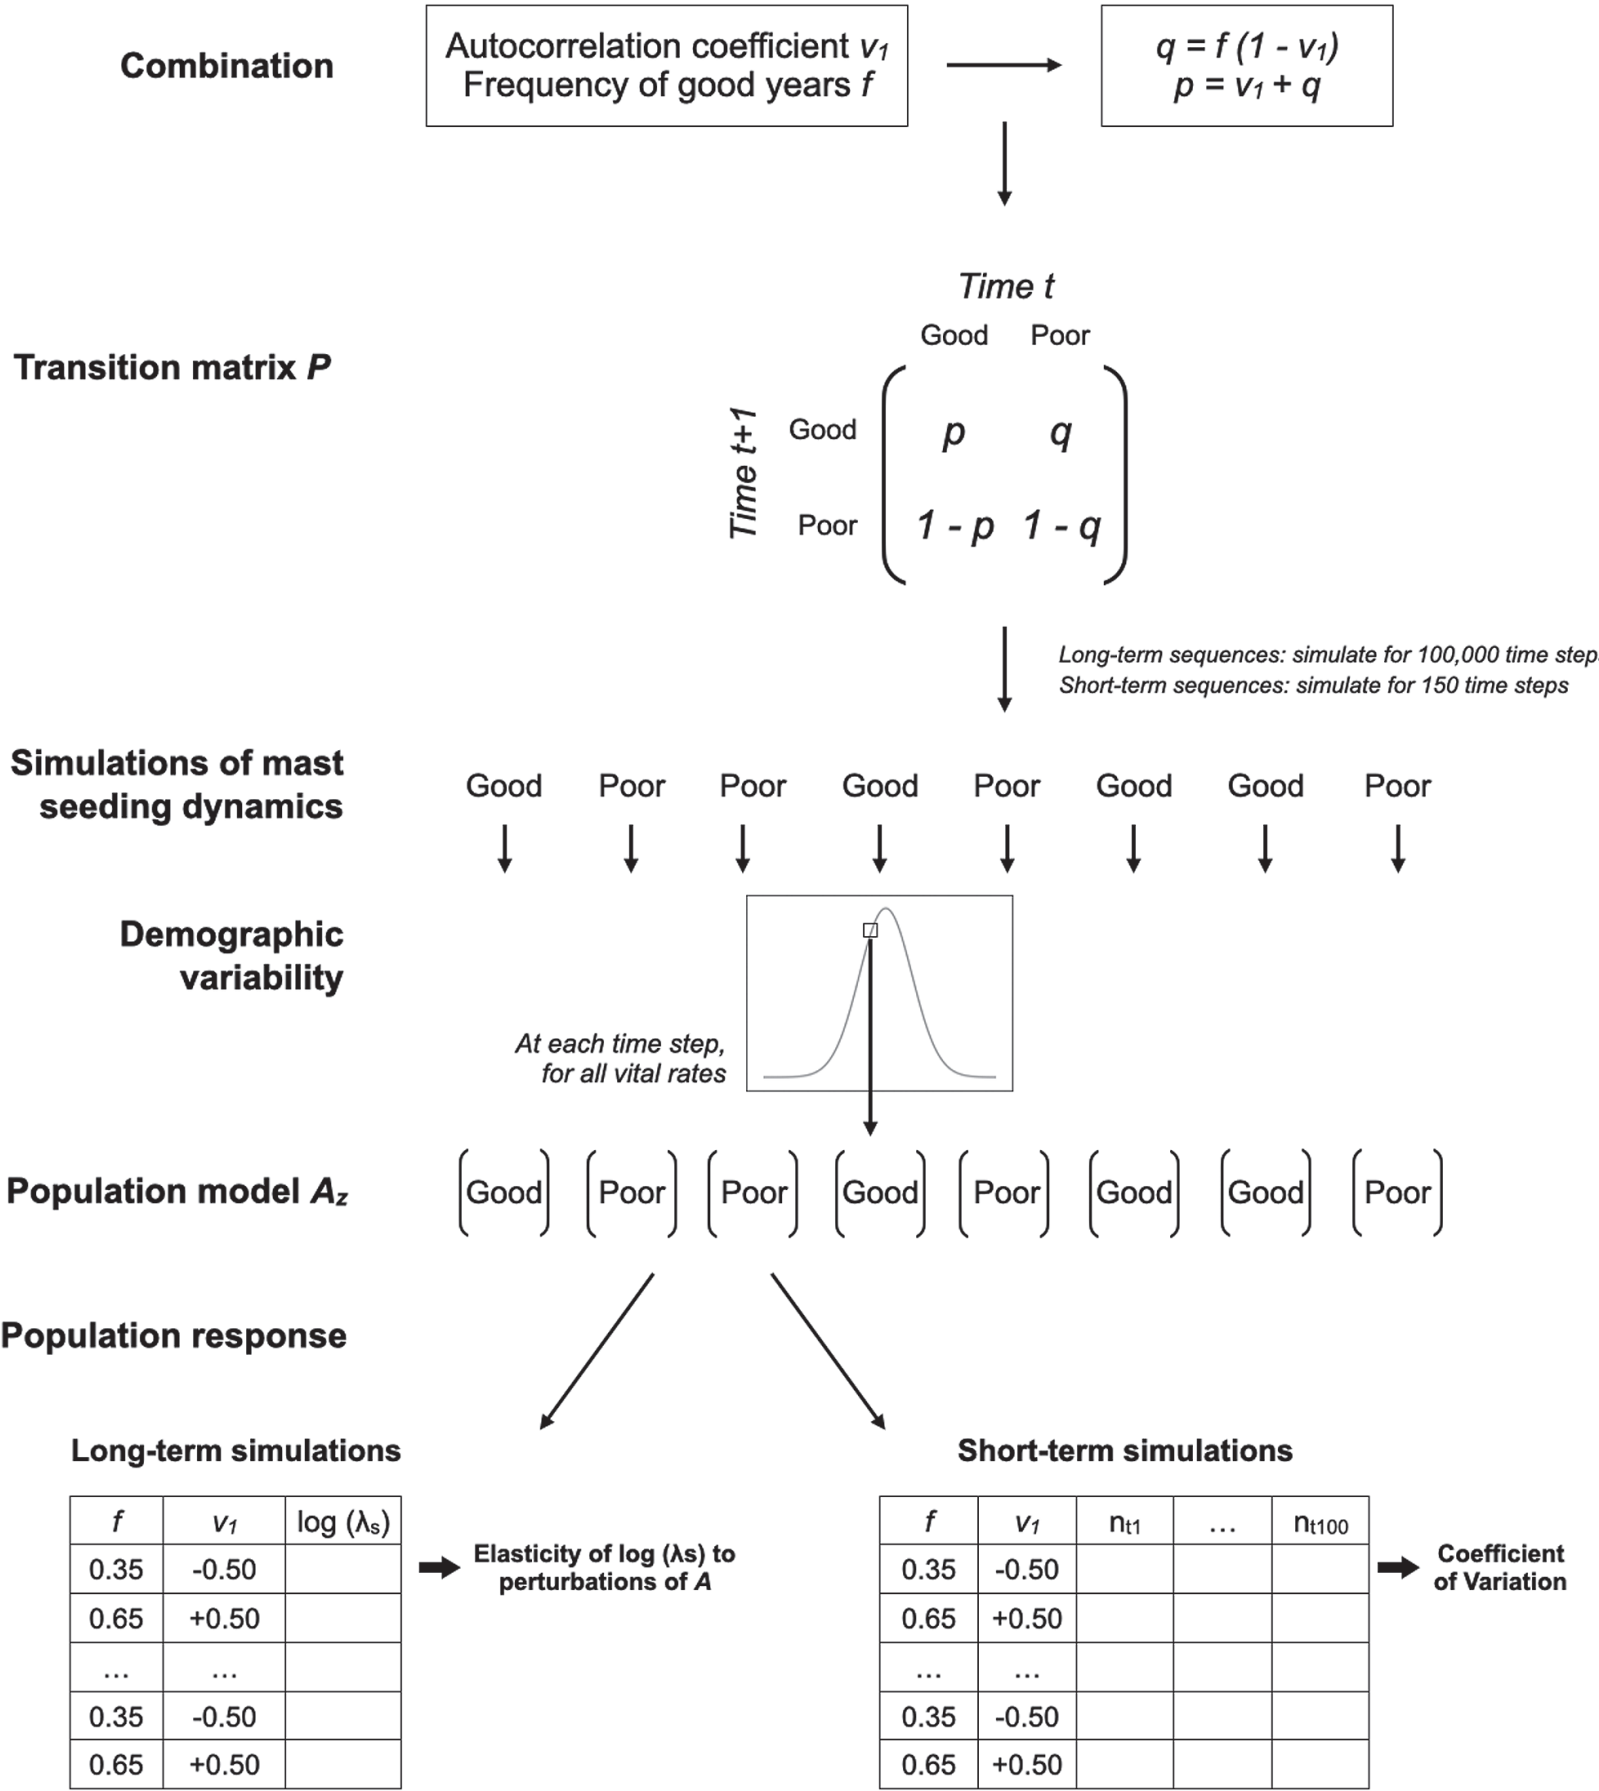 Combination
Autocorrelation coefficient v1
Frequency of good years f
q = f (1 - v1)
p = v1 + q
Time t
Good Poor
Transition matrix P
Time t+1
Good p q
Poor 1 - p 1 - q
Long-term sequences: simulate for 100,000 time step
Short-term sequences: simulate for 150 time steps
Simulations of mast
seeding dynamics
Good Poor Poor Good Poor Good Good Poor
Demographic
variability
At each time step,
for all vital rates
Population model Az
Good Poor Poor Good Poor Good Good Poor
Population response
Long-term simulations
f v1 log (λs)
0.35 -0.50
0.65 +0.50
... ...
0.35 -0.50
0.65 +0.50
Elasticity of log (λs) to
perturbations of A
Short-term simulations
f v1 nt1 ... nt100
0.35 -0.50
0.65 +0.50
... ...
0.35 -0.50
0.65 +0.50
Coefficient
of Variation